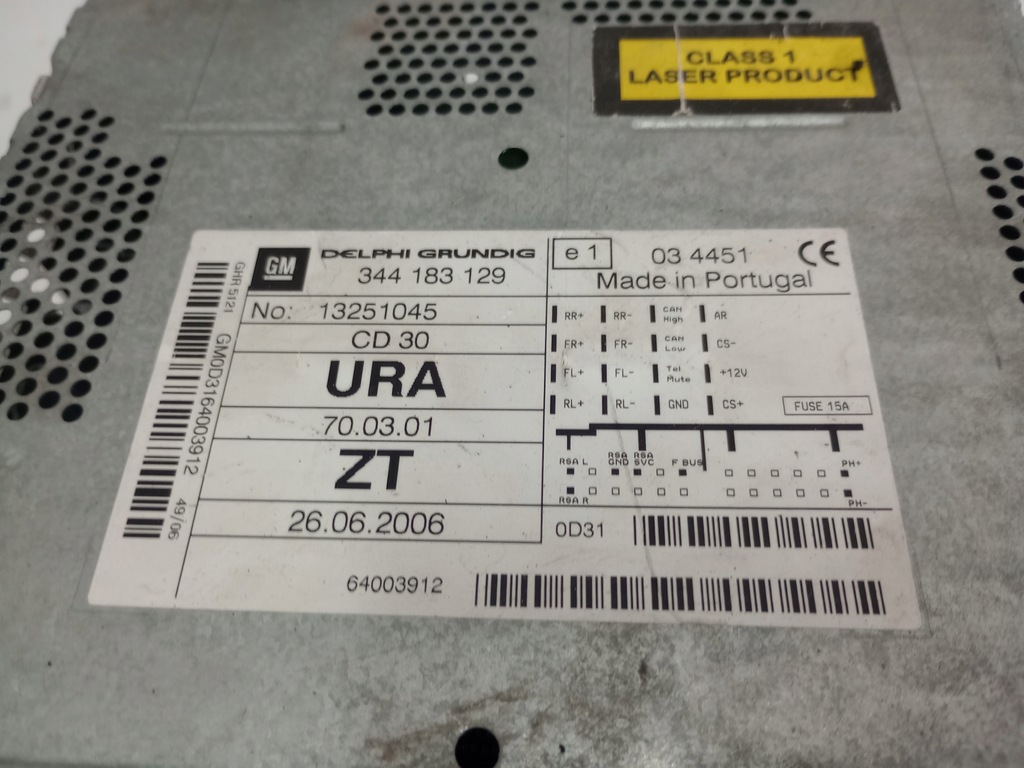 CLASS 1
LASER PRODUCT
GM DELPHI GRUNDIG
344 183 129
No: 13251045
CD 30
URA
70.03.01
ZT
26.06.2006
e 1 03 4451 CE
Made in Portugal
RR+ RR- CAN High AR
FR+ FR- CAN Low CS-
FL+ FL- Tel Mute +12V
RL+ RL- GND CS+ FUSE 15A
RSA L RSA GND RSA SVC F BUS PH+
RSA R PH-
0D31
64003912
GHR 5121
GM0D3164003912
49/06